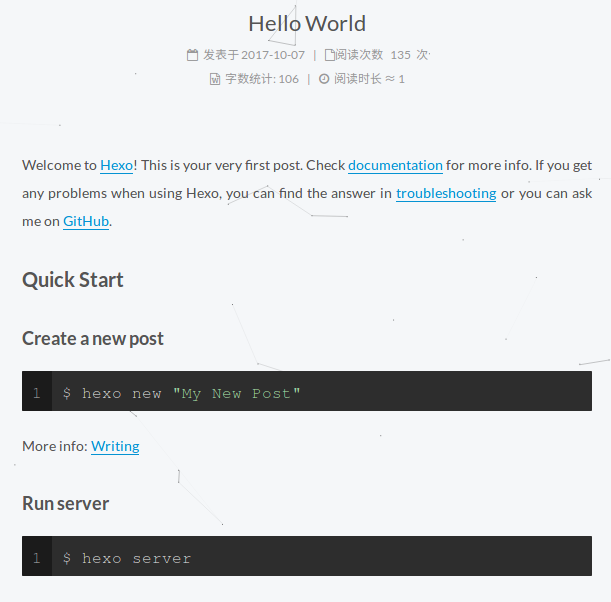 Hello World
发表于 2017-10-07 | 阅读次数 135 次
字数统计: 106 | 阅读时长 ≈ 1
Welcome to Hexo! This is your very first post. Check documentation for more info. If you get
any problems when using Hexo, you can find the answer in troubleshooting or you can ask
me on GitHub.
Quick Start
Create a new post
1 $ hexo new "My New Post"
More info: Writing
Run server
1 $ hexo server